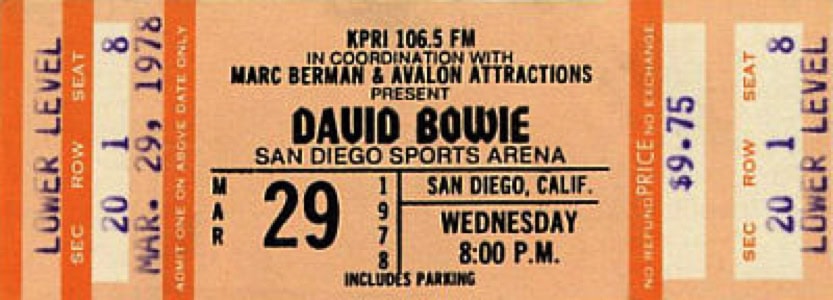 LOWER LEVEL
SEC 20 ROW 1 SEAT 8
MAR. 29, 1978
ADMIT ONE ON ABOVE DATE ONLY
KPRI 106.5 FM
IN COORDINATION WITH
MARC BERMAN & AVALON ATTRACTIONS
PRESENT
DAVID BOWIE
SAN DIEGO SPORTS ARENA
MAR 29 1978
SAN DIEGO, CALIF.
WEDNESDAY
8:00 P.M.
INCLUDES PARKING
NO REFUND PRICE NO EXCHANGE
$9.75
SEC 20 ROW 1 SEAT 8
LOWER LEVEL